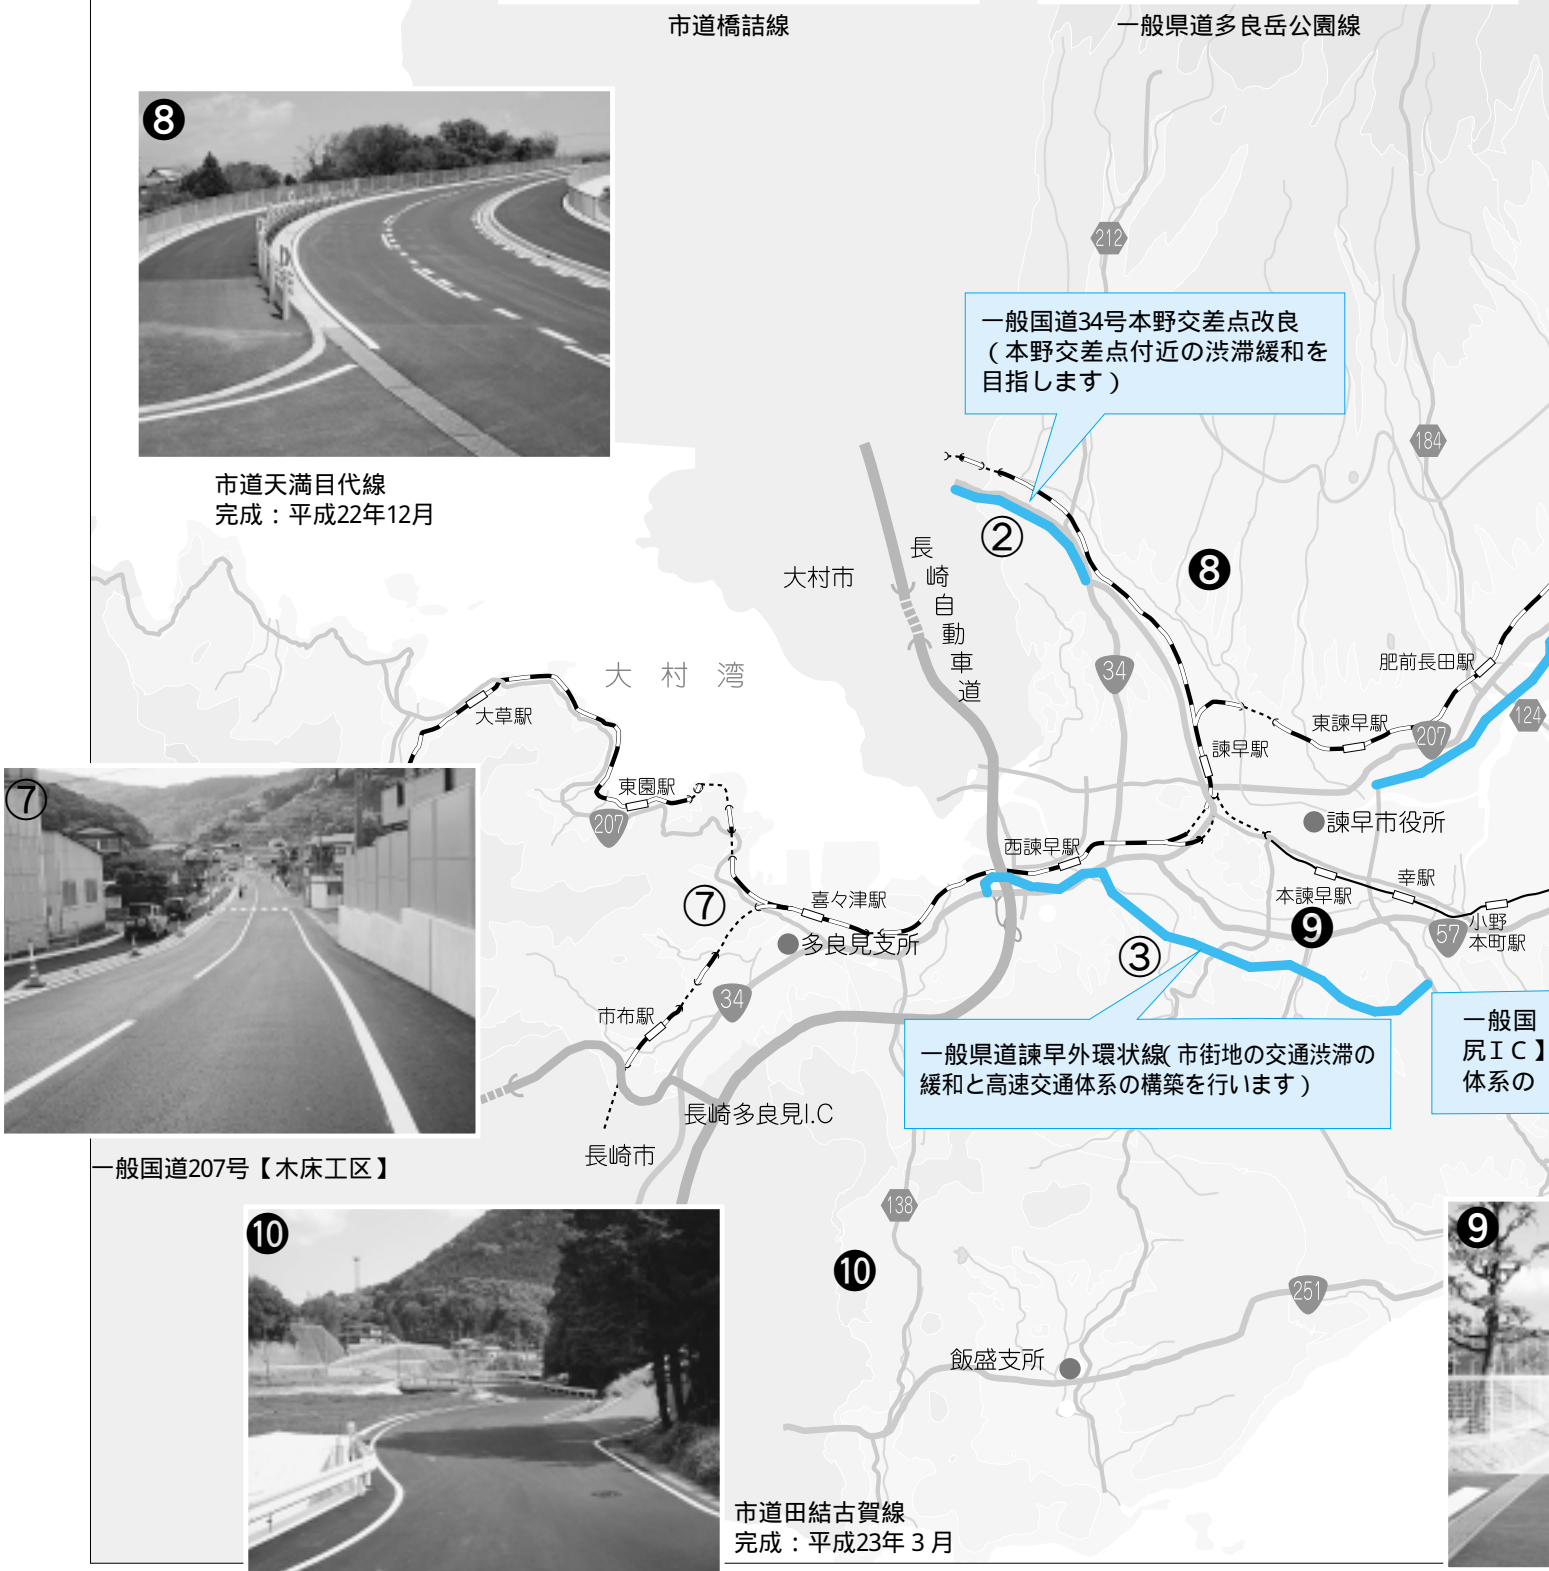 市道橋詰線
一般県道多良岳公園線
❽
市道天満目代線
完成：平成22年12月
212
一般国道34号本野交差点改良
（本野交差点付近の渋滞緩和を
目指します）
184
②
❽
大村市
長崎自動車道
34
大村湾
大草駅
肥前長田駅
東諫早駅
207
124
諫早駅
東園駅
207
諫早市役所
西諫早駅
⑦
⑦
喜々津駅
多良見支所
本諫早駅
幸駅
❾
57
小野
本町駅
③
市布駅
34
一般県道諫早外環状線（市街地の交通渋滞の
緩和と高速交通体系の構築を行います）
一般国
尻ＩＣ】
体系の
長崎多良見I.C
長崎市
一般国道207号【木床工区】
138
❿
❿
❾
251
飯盛支所
市道田結古賀線
完成：平成23年３月